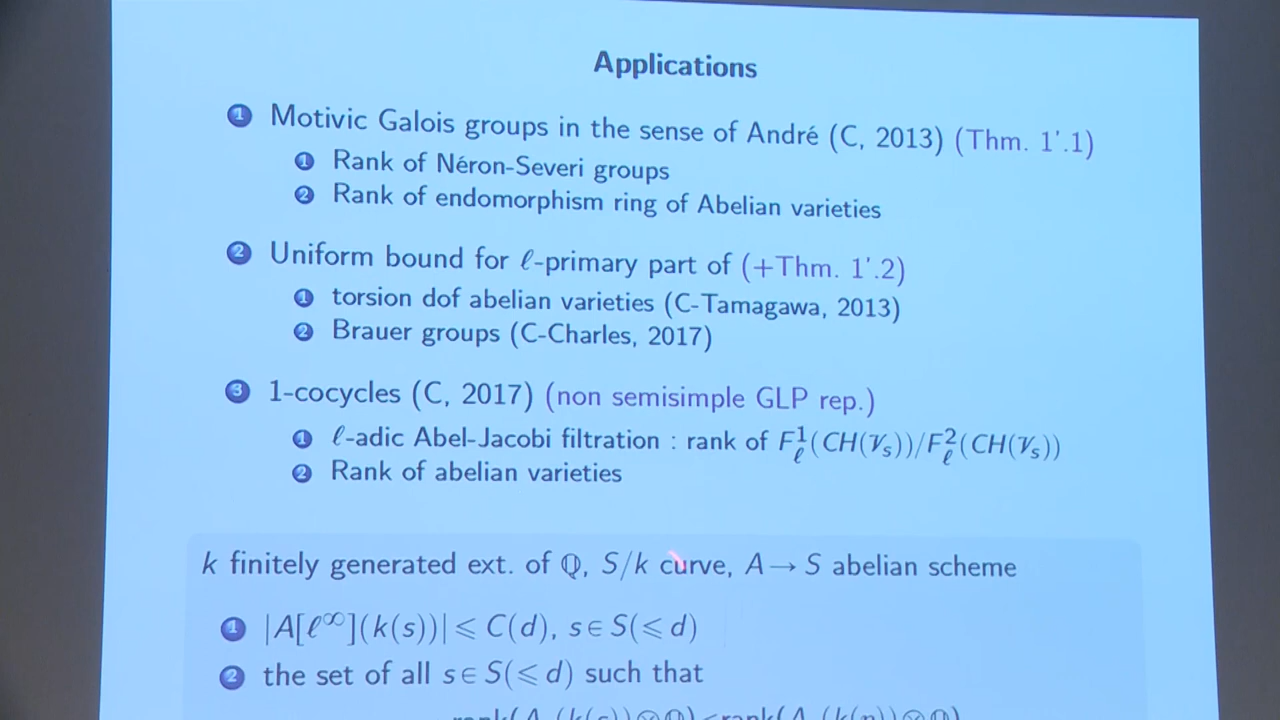 Applications
1 Motivic Galois groups in the sense of André (C, 2013) (Thm. 1'.1)
1 Rank of Néron-Severi groups
2 Rank of endomorphism ring of Abelian varieties
2 Uniform bound for ℓ-primary part of (+Thm. 1'.2)
1 torsion dof abelian varieties (C-Tamagawa, 2013)
2 Brauer groups (C-Charles, 2017)
3 1-cocycles (C, 2017) (non semisimple GLP rep.)
1 ℓ-adic Abel-Jacobi filtration : rank of F¹_ℓ(CH(𝒱_s))/F²_ℓ(CH(𝒱_s))
2 Rank of abelian varieties
k finitely generated ext. of ℚ, S/k curve, A → S abelian scheme
1 |A[ℓ^∞](k(s))| ⩽ C(d), s ∈ S(⩽ d)
2 the set of all s ∈ S(⩽ d) such that